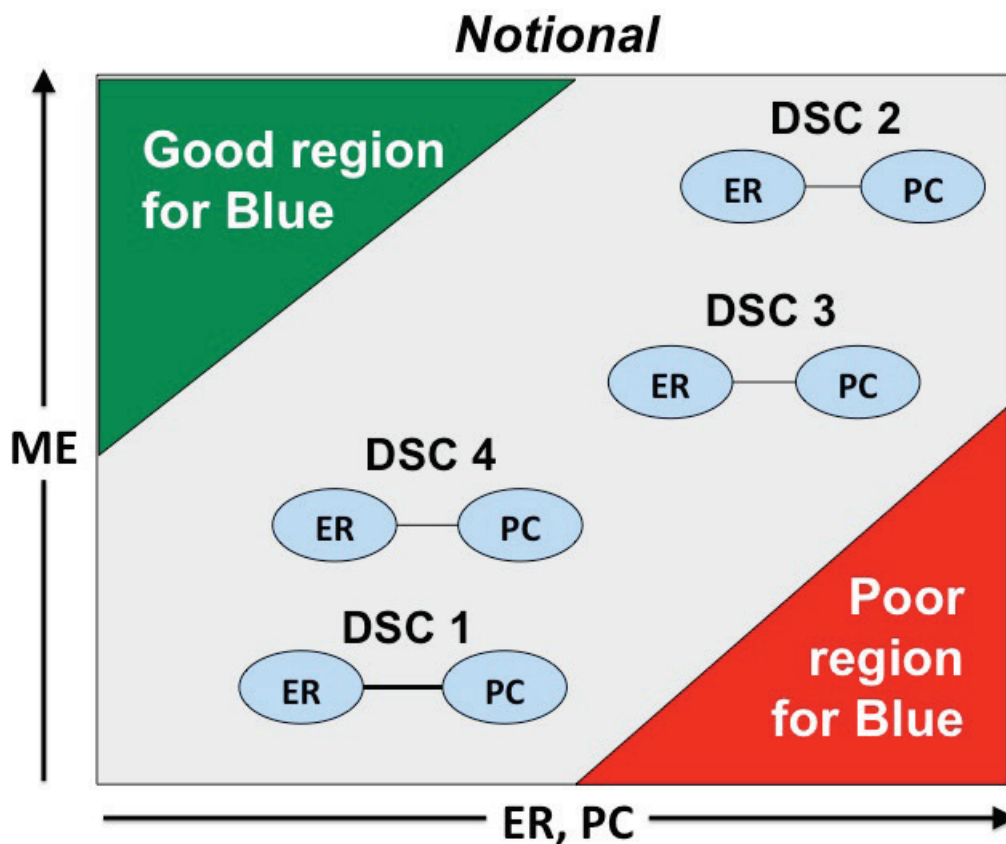 Notional
Good region
for Blue
DSC 2
ER
PC
DSC 3
ER
PC
ME
DSC 4
ER
PC
DSC 1
ER
PC
Poor
region
for Blue
ER, PC